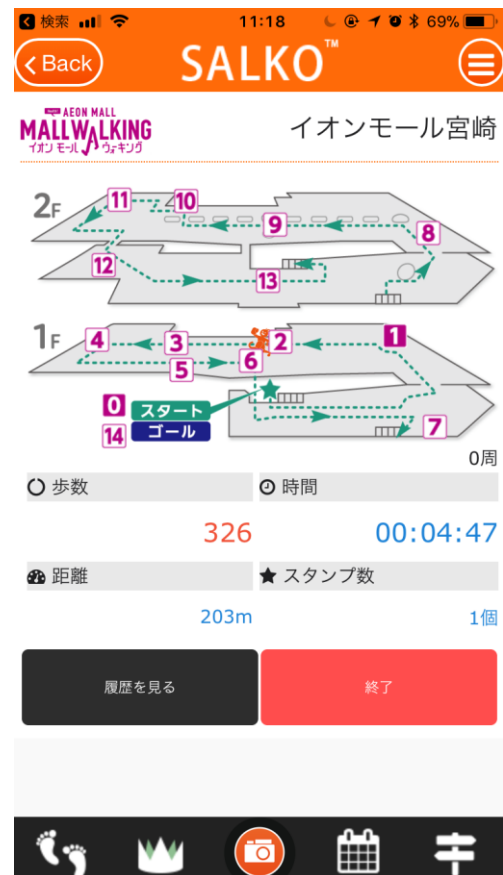 検索 11:18 69%
Back SALKO™
AEON MALL
MALLWALKING
イオン モール ウォーキング
イオンモール宮崎
2F
11 10
9
8
12
13
1F
4 3 2 1
6
5
0 スタート
14 ゴール
7
0周
歩数 時間
326 00:04:47
距離 スタンプ数
203m 1個
履歴を見る 終了